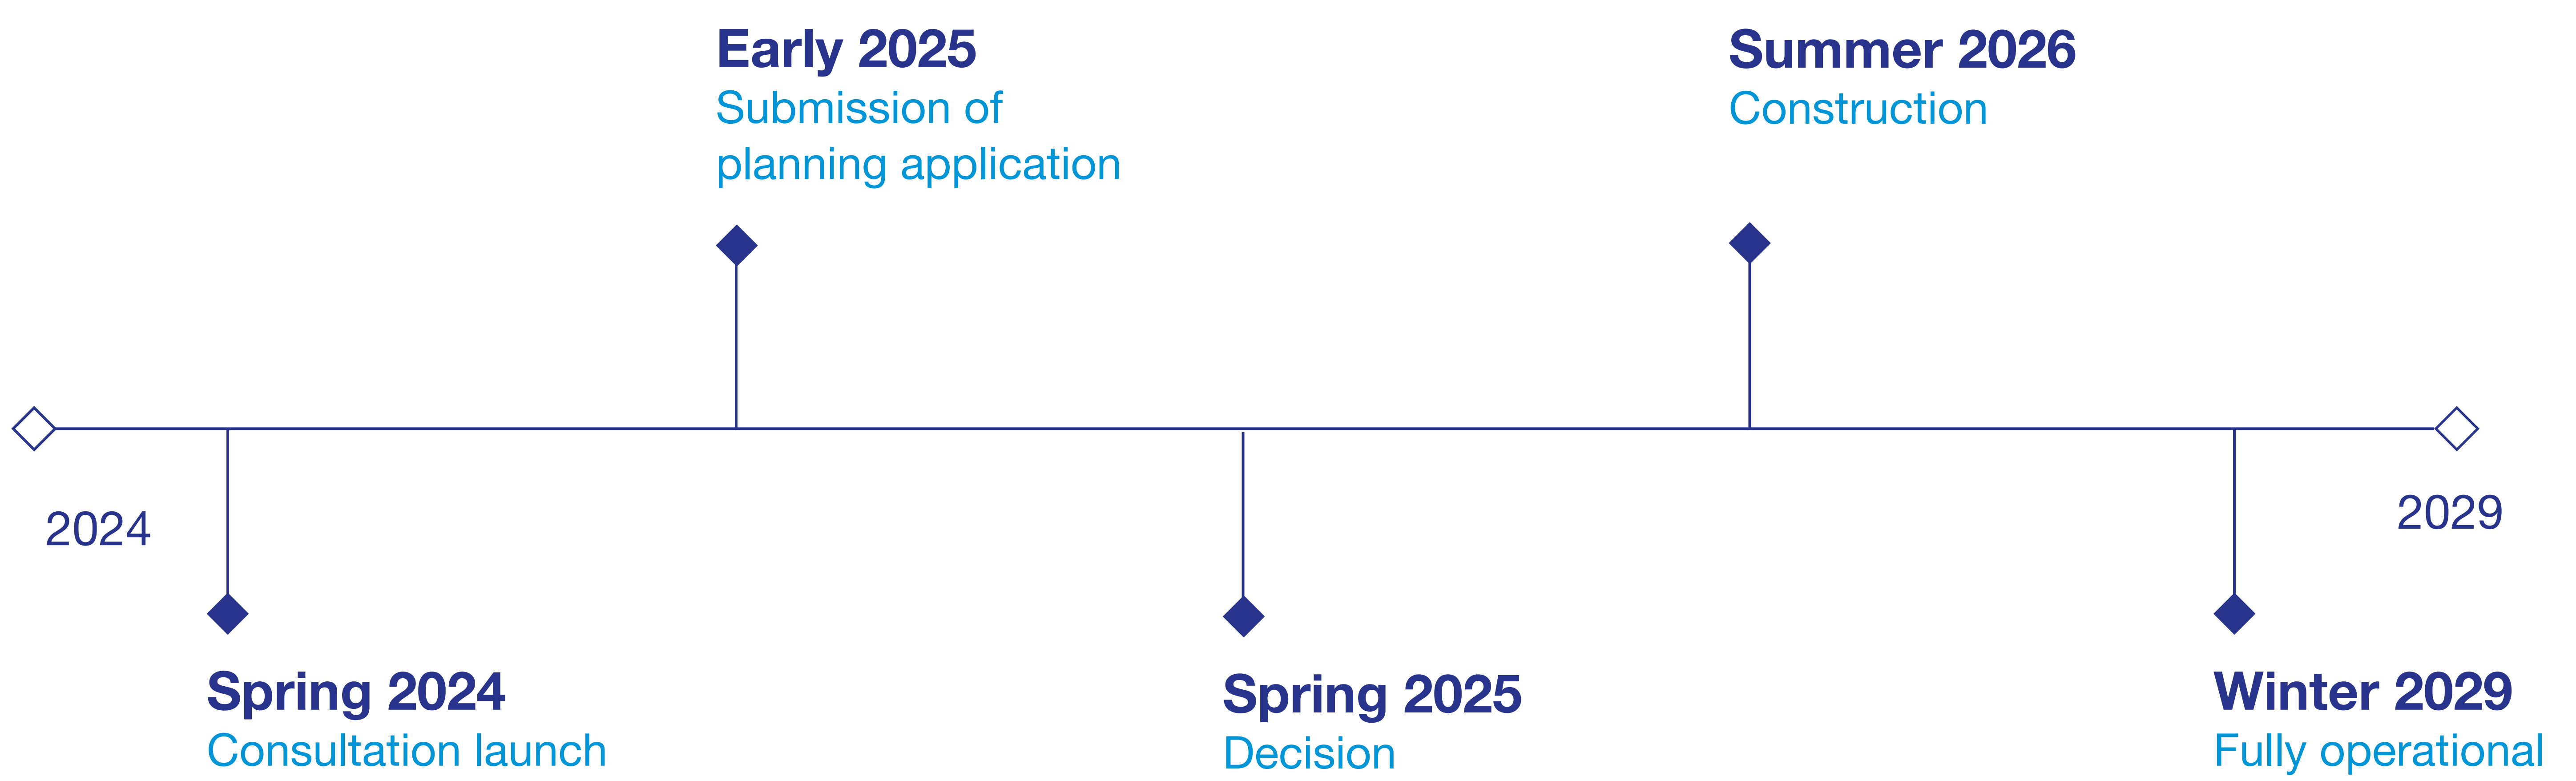 Early 2025
Submission of
planning application
Summer 2026
Construction
2024
2029
Spring 2024
Consultation launch
Spring 2025
Decision
Winter 2029
Fully operational